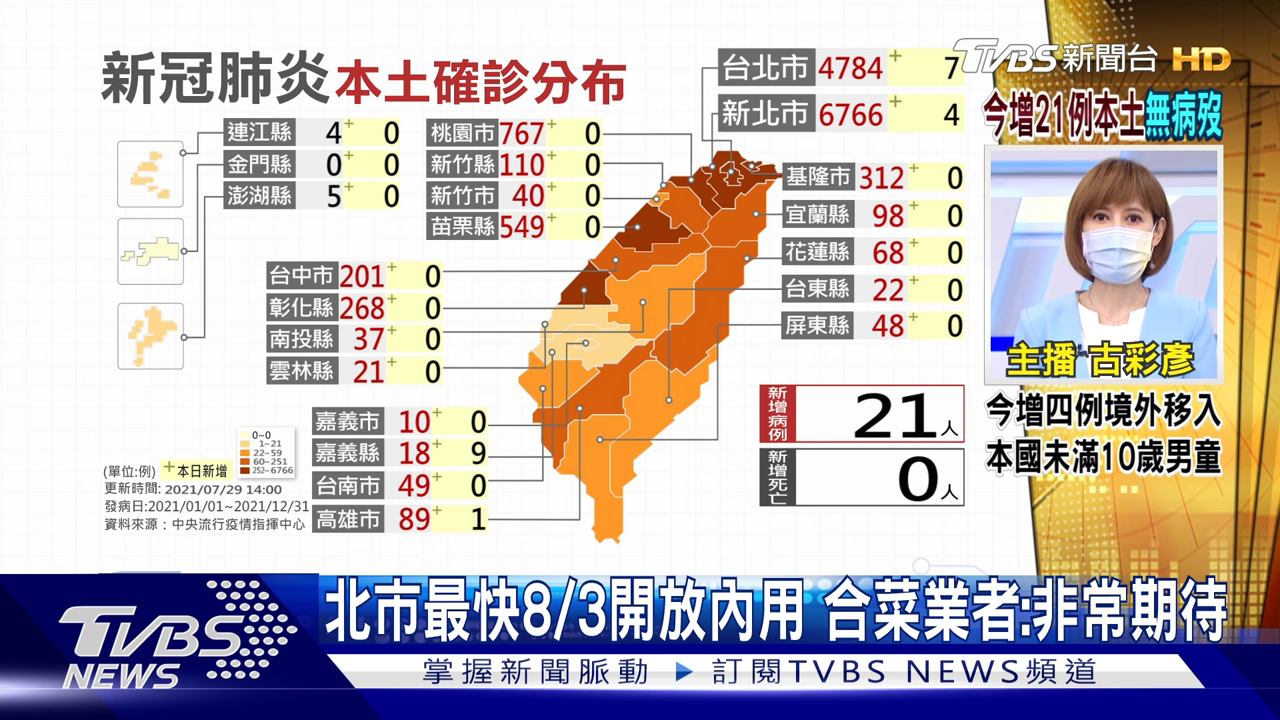 新冠肺炎 本土確診分布
連江縣 4 + 0
金門縣 0 + 0
澎湖縣 5 + 0
桃園市 767 + 0
新竹縣 110 + 0
新竹市 40 + 0
苗栗縣 549 + 0
台北市 4784 + 7
新北市 6766 + 4
基隆市 312 + 0
宜蘭縣 98 + 0
花蓮縣 68 + 0
台東縣 22 + 0
屏東縣 48 + 0
台中市 201 + 0
彰化縣 268 + 0
南投縣 37 + 0
雲林縣 21 + 0
嘉義市 10 + 0
嘉義縣 18 + 9
台南市 49 + 0
高雄市 89 + 1
0~0
1~21
22~59
60~251
252~6766
(單位:例) +本日新增
更新時間: 2021/07/29 14:00
發病日:2021/01/01~2021/12/31
資料來源：中央流行疫情指揮中心
新增病例 21人
新增死亡 0人
TVBS 新聞台 HD
今增21例本土無病歿
主播 古彩彥
今增四例境外移入
本國未滿10歲男童
TVBS NEWS
北市最快8/3開放內用 合菜業者:非常期待
掌握新聞脈動 ▶ 訂閱TVBS NEWS頻道